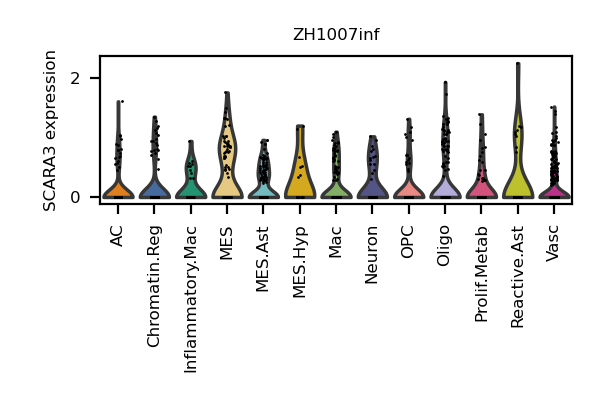 ZH1007inf
SCARA3 expression
2
0
AC
Chromatin.Reg
Inflammatory.Mac
MES
MES.Ast
MES.Hyp
Mac
Neuron
OPC
Oligo
Prolif.Metab
Reactive.Ast
Vasc